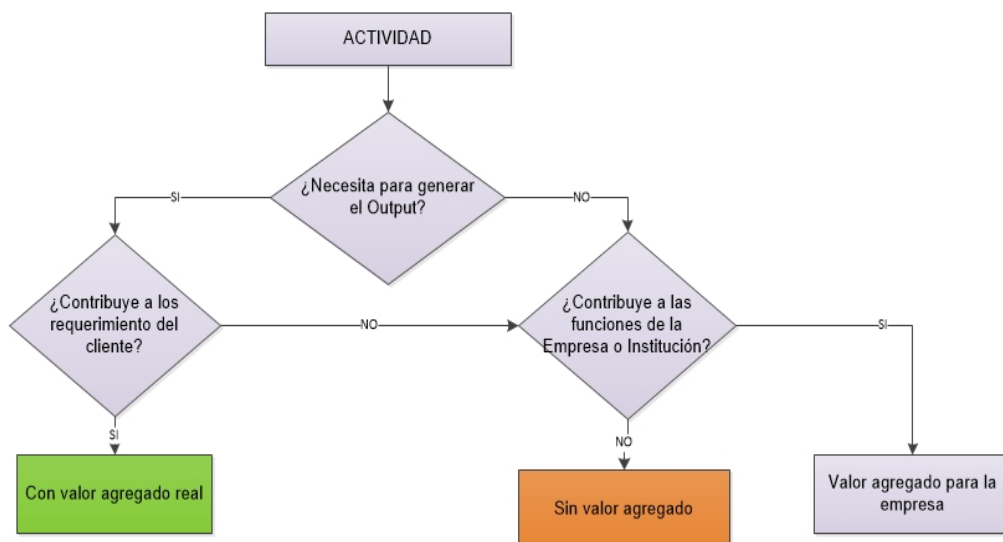 ACTIVIDAD
¿Necesita para generar
el Output?
SI
NO
¿Contribuye a los
requerimiento del
cliente?
NO
¿Contribuye a las
funciones de la
Empresa o Institución?
SI
SI
NO
Con valor agregado real
Sin valor agregado
Valor agregado para la
empresa